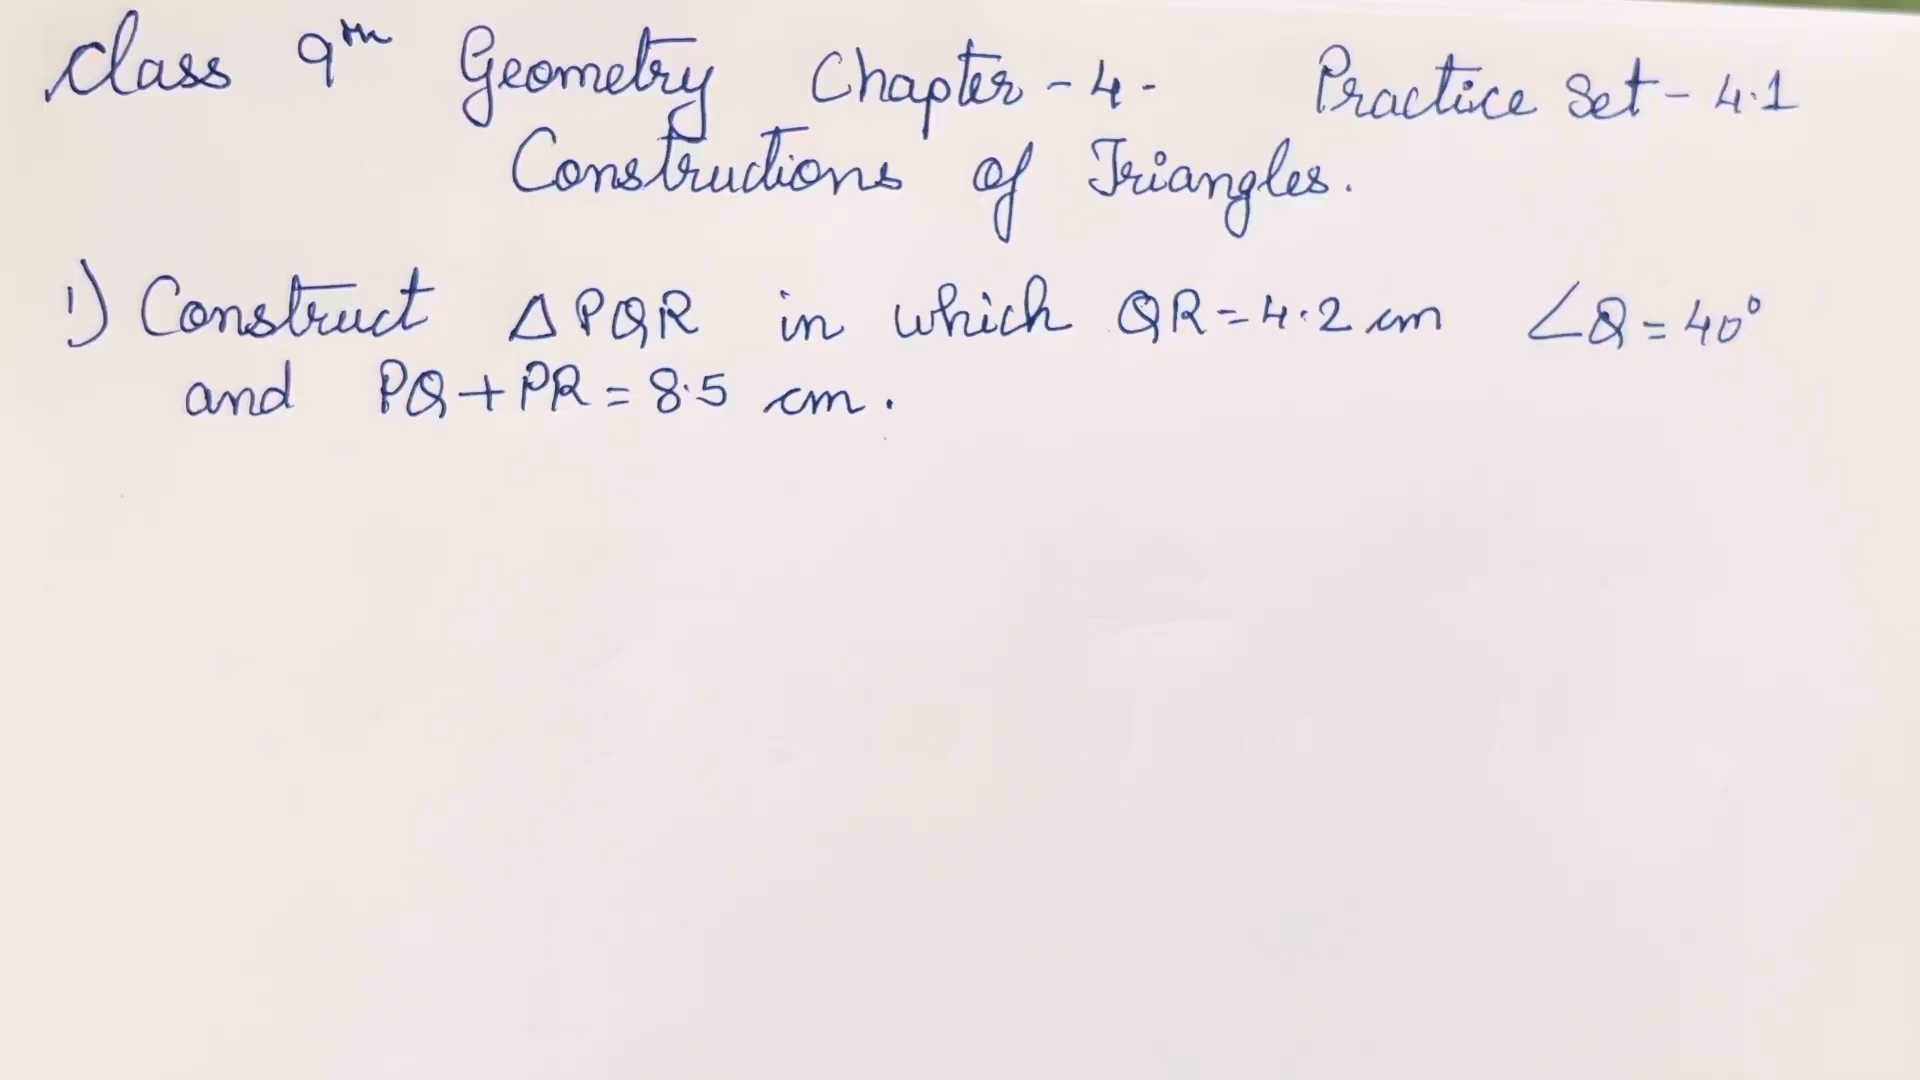 Class 9th Geometry Chapter - 4 - Practice Set - 4.1
Constructions of Triangles.
1) Construct △PQR in which QR = 4.2 cm ∠Q = 40°
and PQ + PR = 8.5 cm.